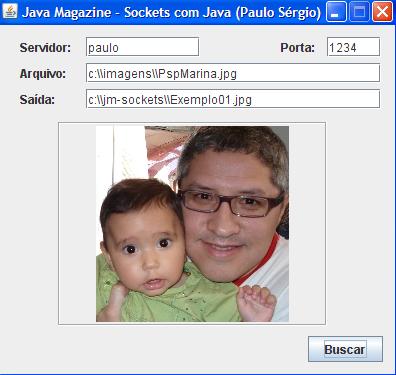 Java Magazine - Sockets com Java (Paulo Sérgio)
Servidor: paulo Porta: 1234
Arquivo: c:\\imagens\\PspMarina.jpg
Saída: c:\\jm-sockets\\Exemplo01.jpg
Buscar